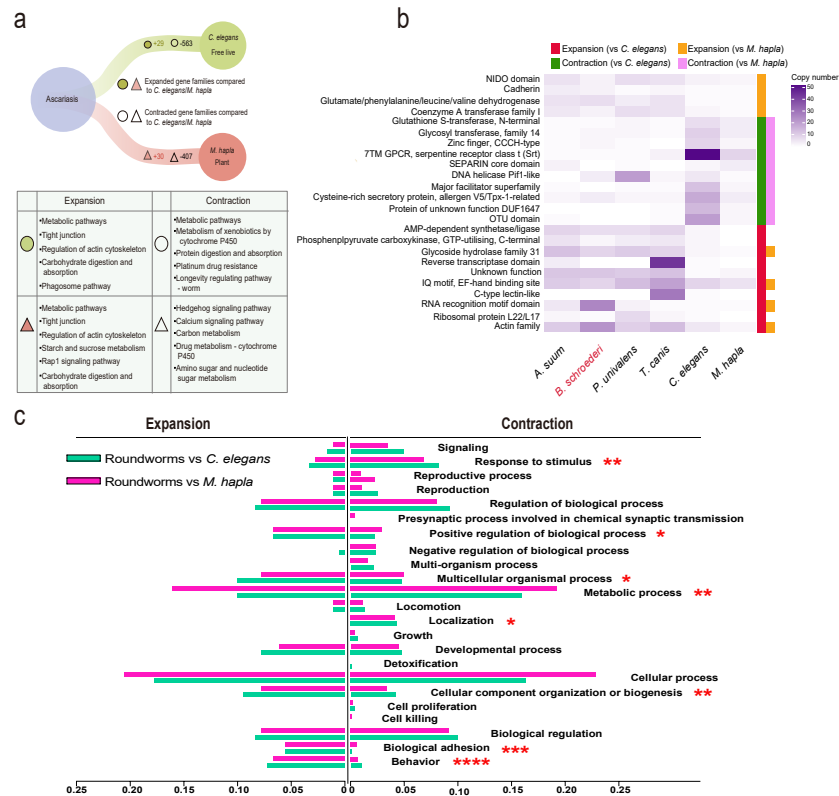 a
+29
-563
C. elegans
Free live
Ascariasis
Expanded gene families compared
to C.elegans/M.hapla
Contracted gene families compared
to C.elegans/M.hapla
+30
-407
M. hapla
Plant
Expansion
Contraction
•Metabolic pathways
•Tight junction
•Regulation of actin cytoskeleton
•Carbohydrate digestion and
absorption
•Phagosome pathway
•Metabolic pathways
•Metabolism of xenobiotics by
cytochrome P450
•Protein digestion and absorption
•Platinum drug resistance
•Longevity regulating pathway
- worm
•Metabolic pathways
•Tight junction
•Regulation of actin cytoskeleton
•Starch and sucrose metabolism
•Rap1 signaling pathway
•Carbohydrate digestion and
absorption
•Hedgehog signaling pathway
•Calcium signaling pathway
•Carbon metabolism
•Drug metabolism - cytochrome
P450
•Amino sugar and nucleotide
sugar metabolism
b
Expansion (vs C. elegans)
Expansion (vs M. hapla)
Contraction (vs C. elegans)
Contraction (vs M. hapla)
Copy number
50
40
30
20
10
0
NIDO domain
Cadherin
Glutamate/phenylalanine/leucine/valine dehydrogenase
Coenzyme A transferase family I
Glutathione S-transferase, N-terminal
Glycosyl transferase, family 14
Zinc finger, CCCH-type
7TM GPCR, serpentine receptor class t (Srt)
SEPARIN core domain
DNA helicase Pif1-like
Major facilitator superfamily
Cysteine-rich secretory protein, allergen V5/Tpx-1-related
Protein of unknown function DUF1647
OTU domain
AMP-dependent synthetase/ligase
Phosphenolpyruvate carboxykinase, GTP-utilising, C-terminal
Glycoside hydrolase family 31
Reverse transcriptase domain
Unknown function
IQ motif, EF-hand binding site
C-type lectin-like
RNA recognition motif domain
Ribosomal protein L22/L17
Actin family
A. suum
B. schroederi
P. univalens
T. canis
C. elegans
M. hapla
c
Expansion
Contraction
Roundworms vs C. elegans
Roundworms vs M. hapla
Signaling
Response to stimulus **
Reproductive process
Reproduction
Regulation of biological process
Presynaptic process involved in chemical synaptic transmission
Positive regulation of biological process *
Negative regulation of biological process
Multi-organism process
Multicellular organismal process *
Metabolic process **
Locomotion
Localization *
Growth
Developmental process
Detoxification
Cellular process
Cellular component organization or biogenesis **
Cell proliferation
Cell killing
Biological regulation
Biological adhesion ***
Behavior ****
0.25 0.20 0.15 0.10 0.05 0 0 0.05 0.10 0.15 0.20 0.25